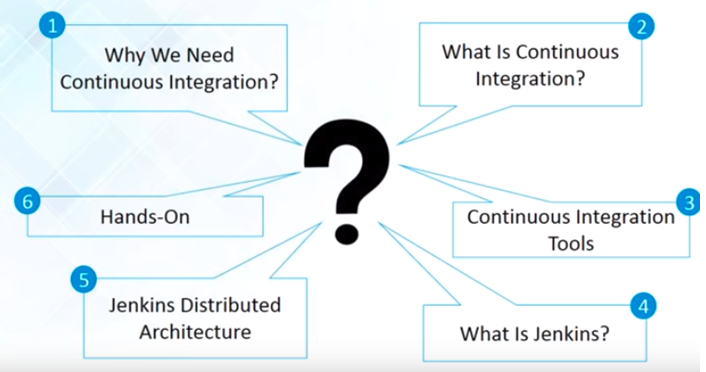 1
Why We Need
Continuous Integration?
2
What Is Continuous
Integration?
3
Continuous Integration
Tools
4
What Is Jenkins?
5
Jenkins Distributed
Architecture
6
Hands-On
?